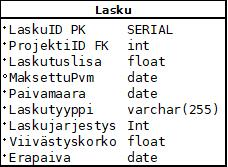 Lasku
LaskuID PK SERIAL
ProjektiID FK int
Laskutuslisa float
MaksettuPvm date
Paivamaara date
Laskutyyppi varchar(255)
Laskujarjestys Int
Viivästyskorko float
Erapaiva date